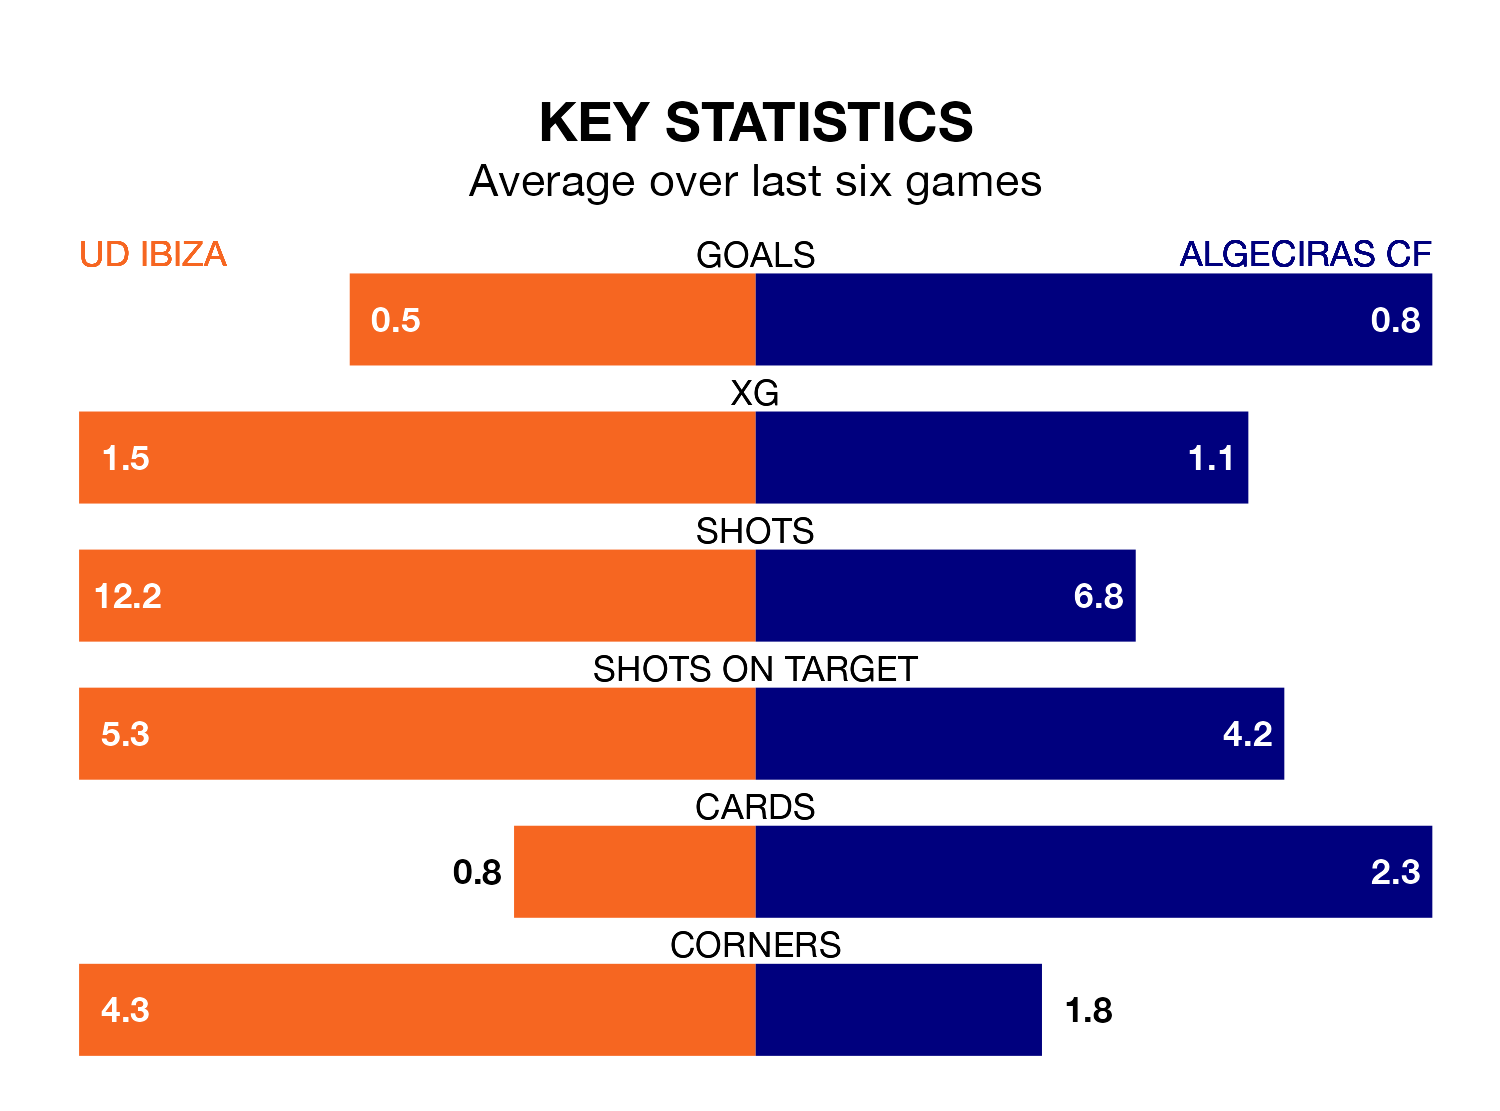 KEY STATISTICS
Average over last six games
UD IBIZA GOALS ALGECIRAS CF
0.5 0.8
XG
1.5 1.1
SHOTS
12.2 6.8
SHOTS ON TARGET
5.3 4.2
CARDS
0.8 2.3
CORNERS
4.3 1.8